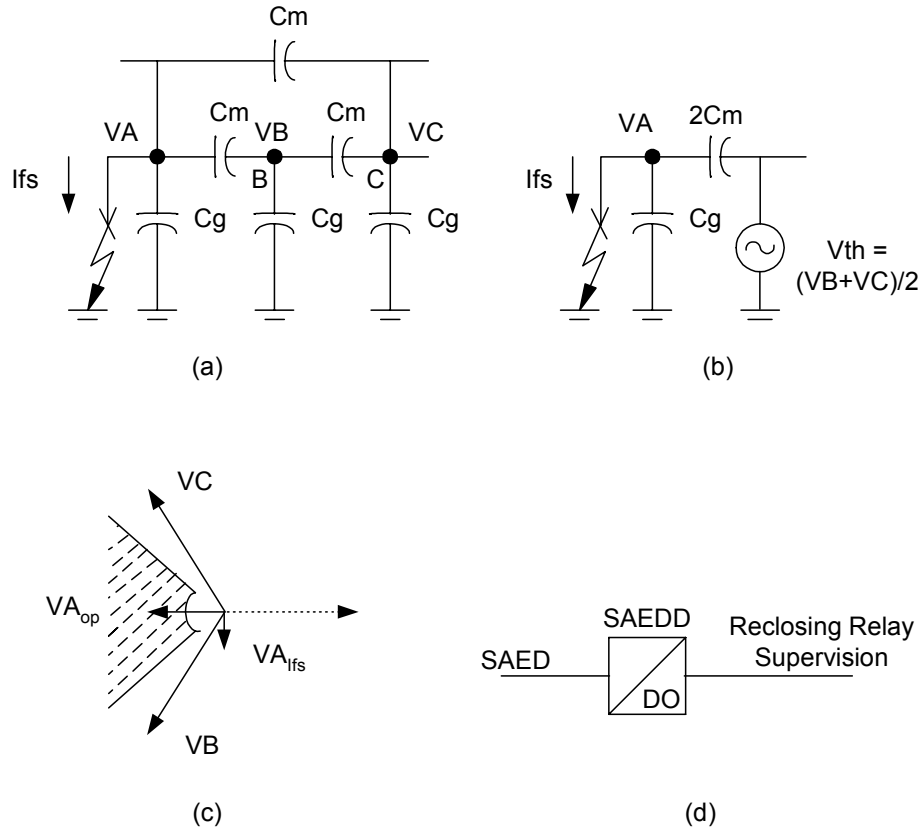 Cm
VA
Cm
VB
Cm
VC
Ifs
B
C
Cg
Cg
Cg
(a)
VA
2Cm
Ifs
Cg
Vth =
(VB+VC)/2
(b)
VC
VAop
VAIfs
VB
(c)
SAED
SAEDD
DO
Reclosing Relay
Supervision
(d)